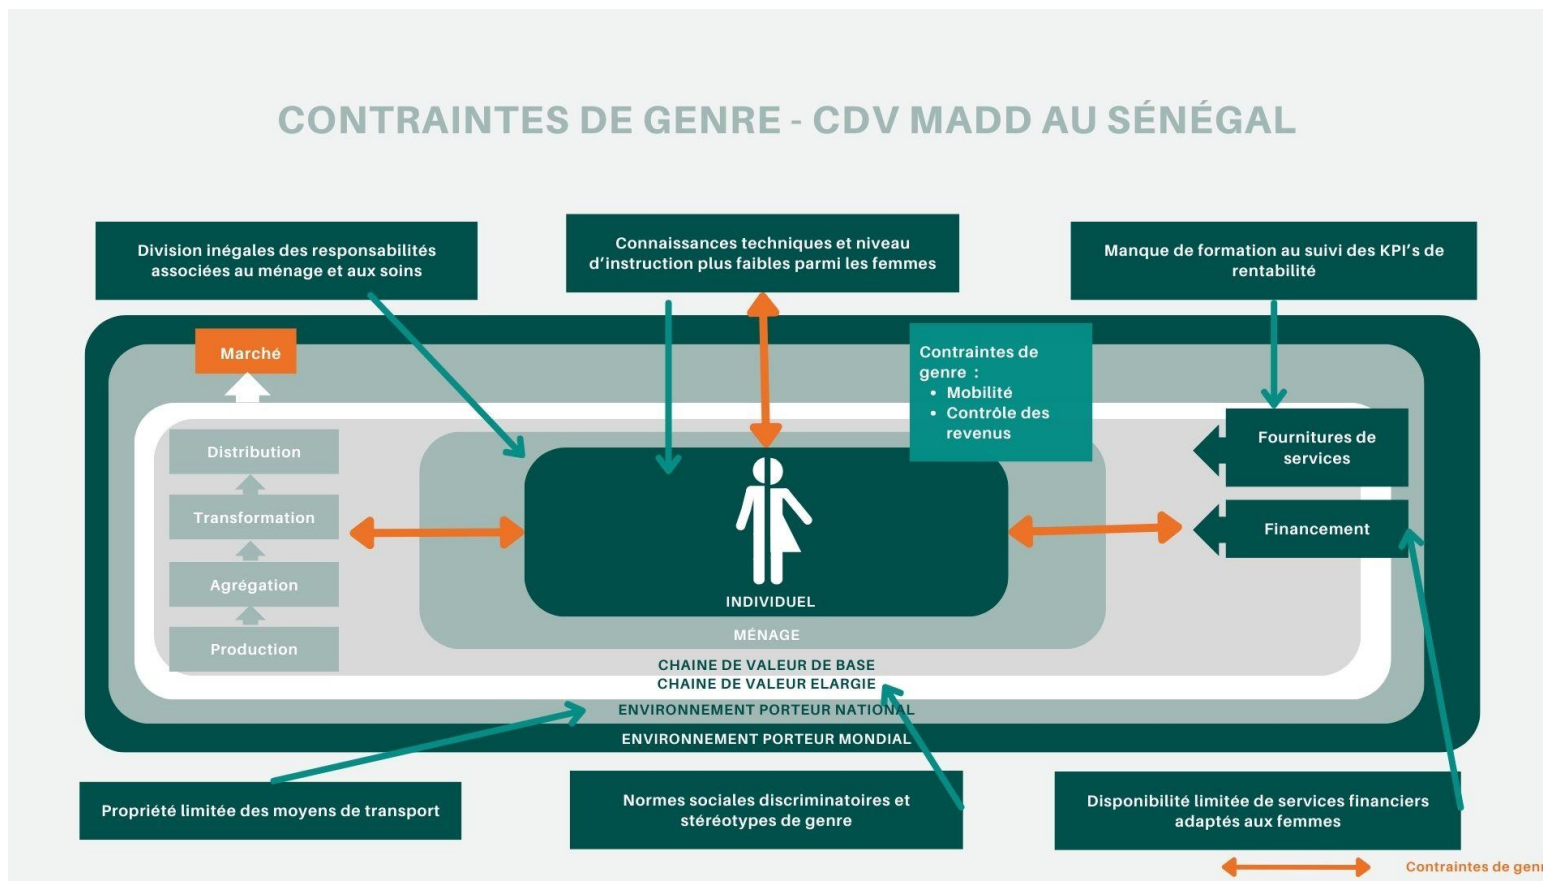 CONTRAINTES DE GENRE - CDV MADD AU SÉNÉGAL
Division inégales des responsabilités
associées au ménage et aux soins
Connaissances techniques et niveau
d'instruction plus faibles parmi les femmes
Manque de formation au suivi des KPI's de
rentabilité
Marché
Contraintes de
genre :
• Mobilité
• Contrôle des
revenus
Distribution
Transformation
Agrégation
Production
Fournitures de
services
Financement
INDIVIDUEL
MÉNAGE
CHAINE DE VALEUR DE BASE
CHAINE DE VALEUR ELARGIE
ENVIRONNEMENT PORTEUR NATIONAL
ENVIRONNEMENT PORTEUR MONDIAL
Propriété limitée des moyens de transport
Normes sociales discriminatoires et
stéréotypes de genre
Disponibilité limitée de services financiers
adaptés aux femmes
Contraintes de